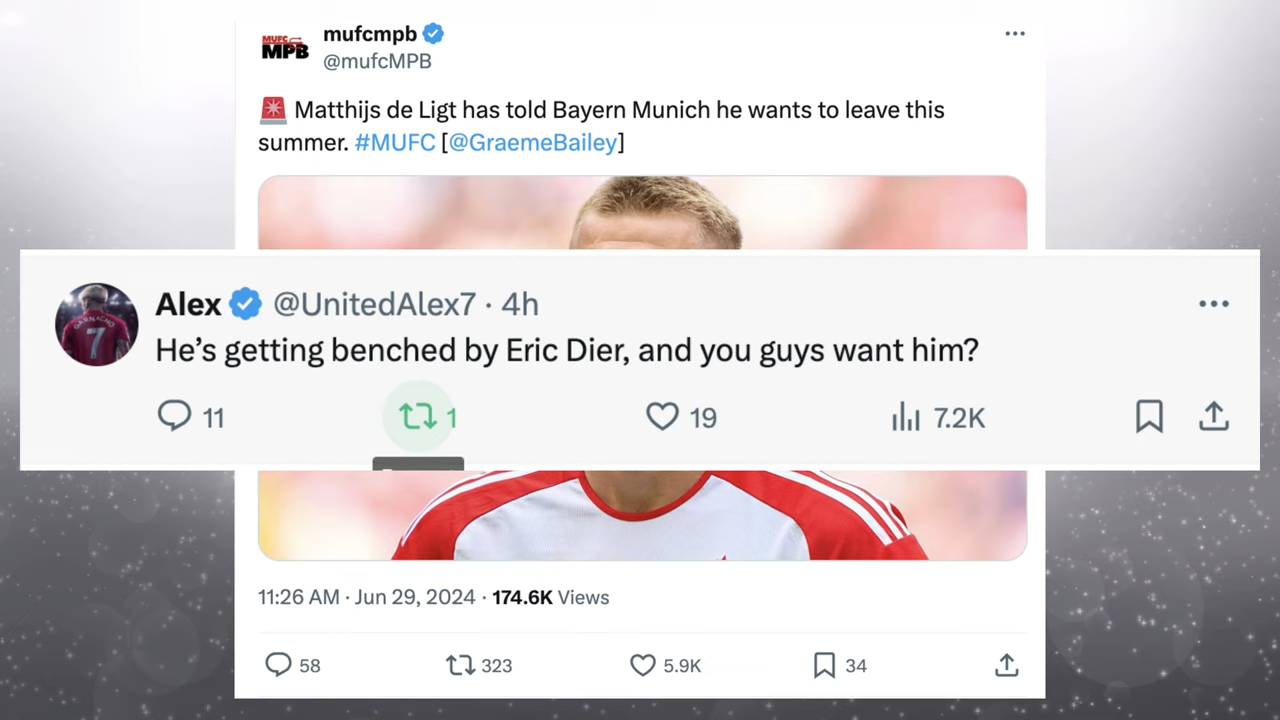 MUFC
MPB
mufcmpb
@mufcMPB
🚨 Matthijs de Ligt has told Bayern Munich he wants to leave this
summer. #MUFC [@GraemeBailey]
GARNACHO
7
Alex @UnitedAlex7 · 4h
He’s getting benched by Eric Dier, and you guys want him?
11 1 19 7.2K
11:26 AM · Jun 29, 2024 · 174.6K Views
58 323 5.9K 34